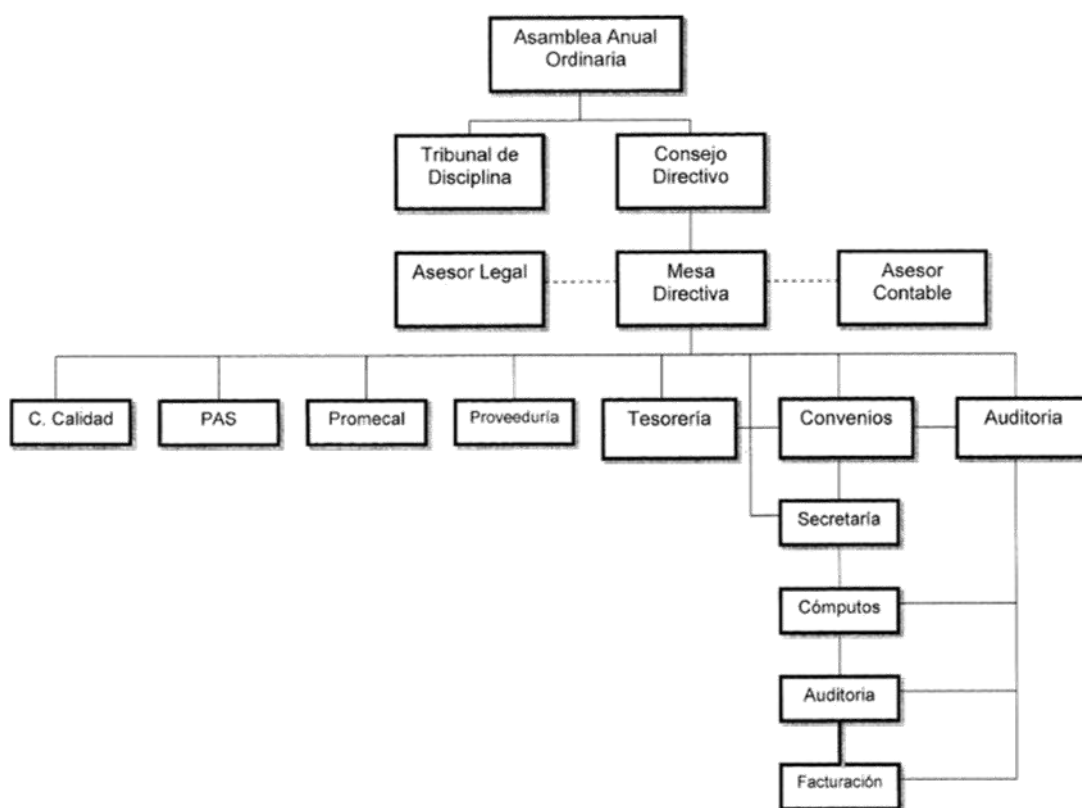 Asamblea Anual
Ordinaria
Tribunal de
Disciplina
Consejo
Directivo
Asesor Legal
Mesa
Directiva
Asesor
Contable
C. Calidad
PAS
Promecal
Proveeduría
Tesorería
Convenios
Auditoria
Secretaría
Cómputos
Auditoria
Facturación